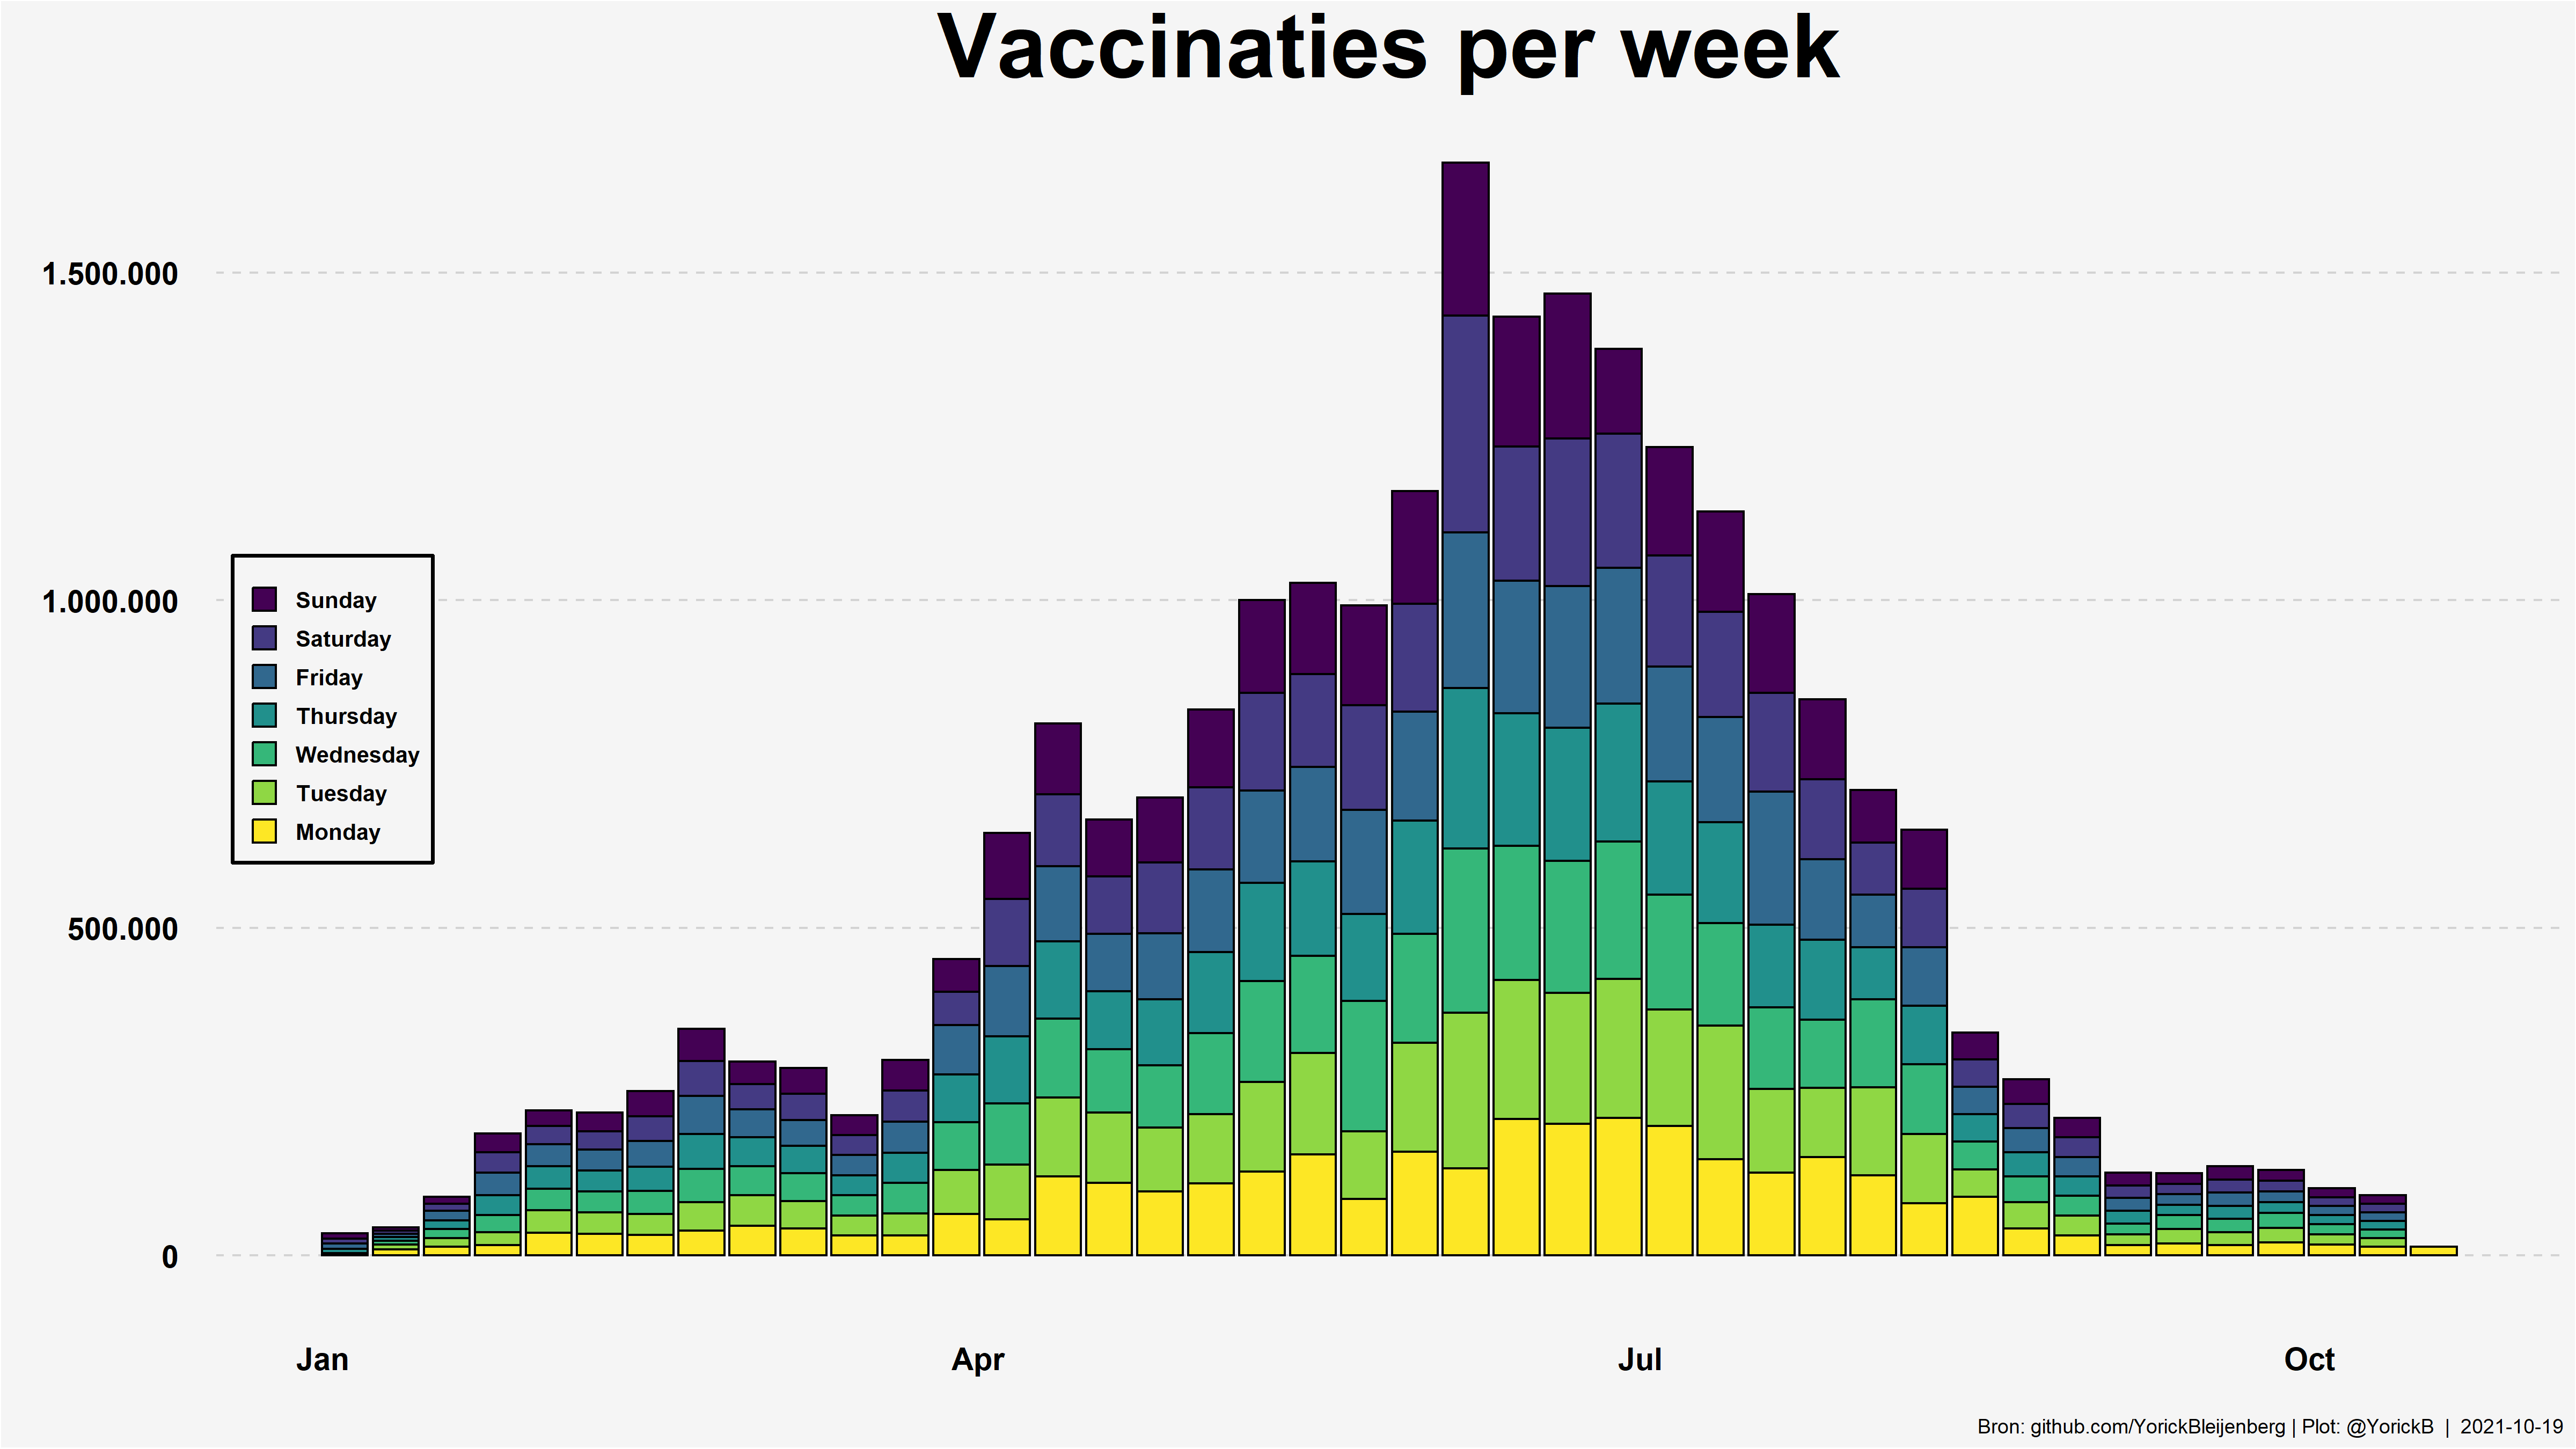 Vaccinaties per week
1.500.000
1.000.000
500.000
0
Sunday
Saturday
Friday
Thursday
Wednesday
Tuesday
Monday
Jan Apr Jul Oct
Bron: github.com/YorickBleijenberg | Plot: @YorickB | 2021-10-19